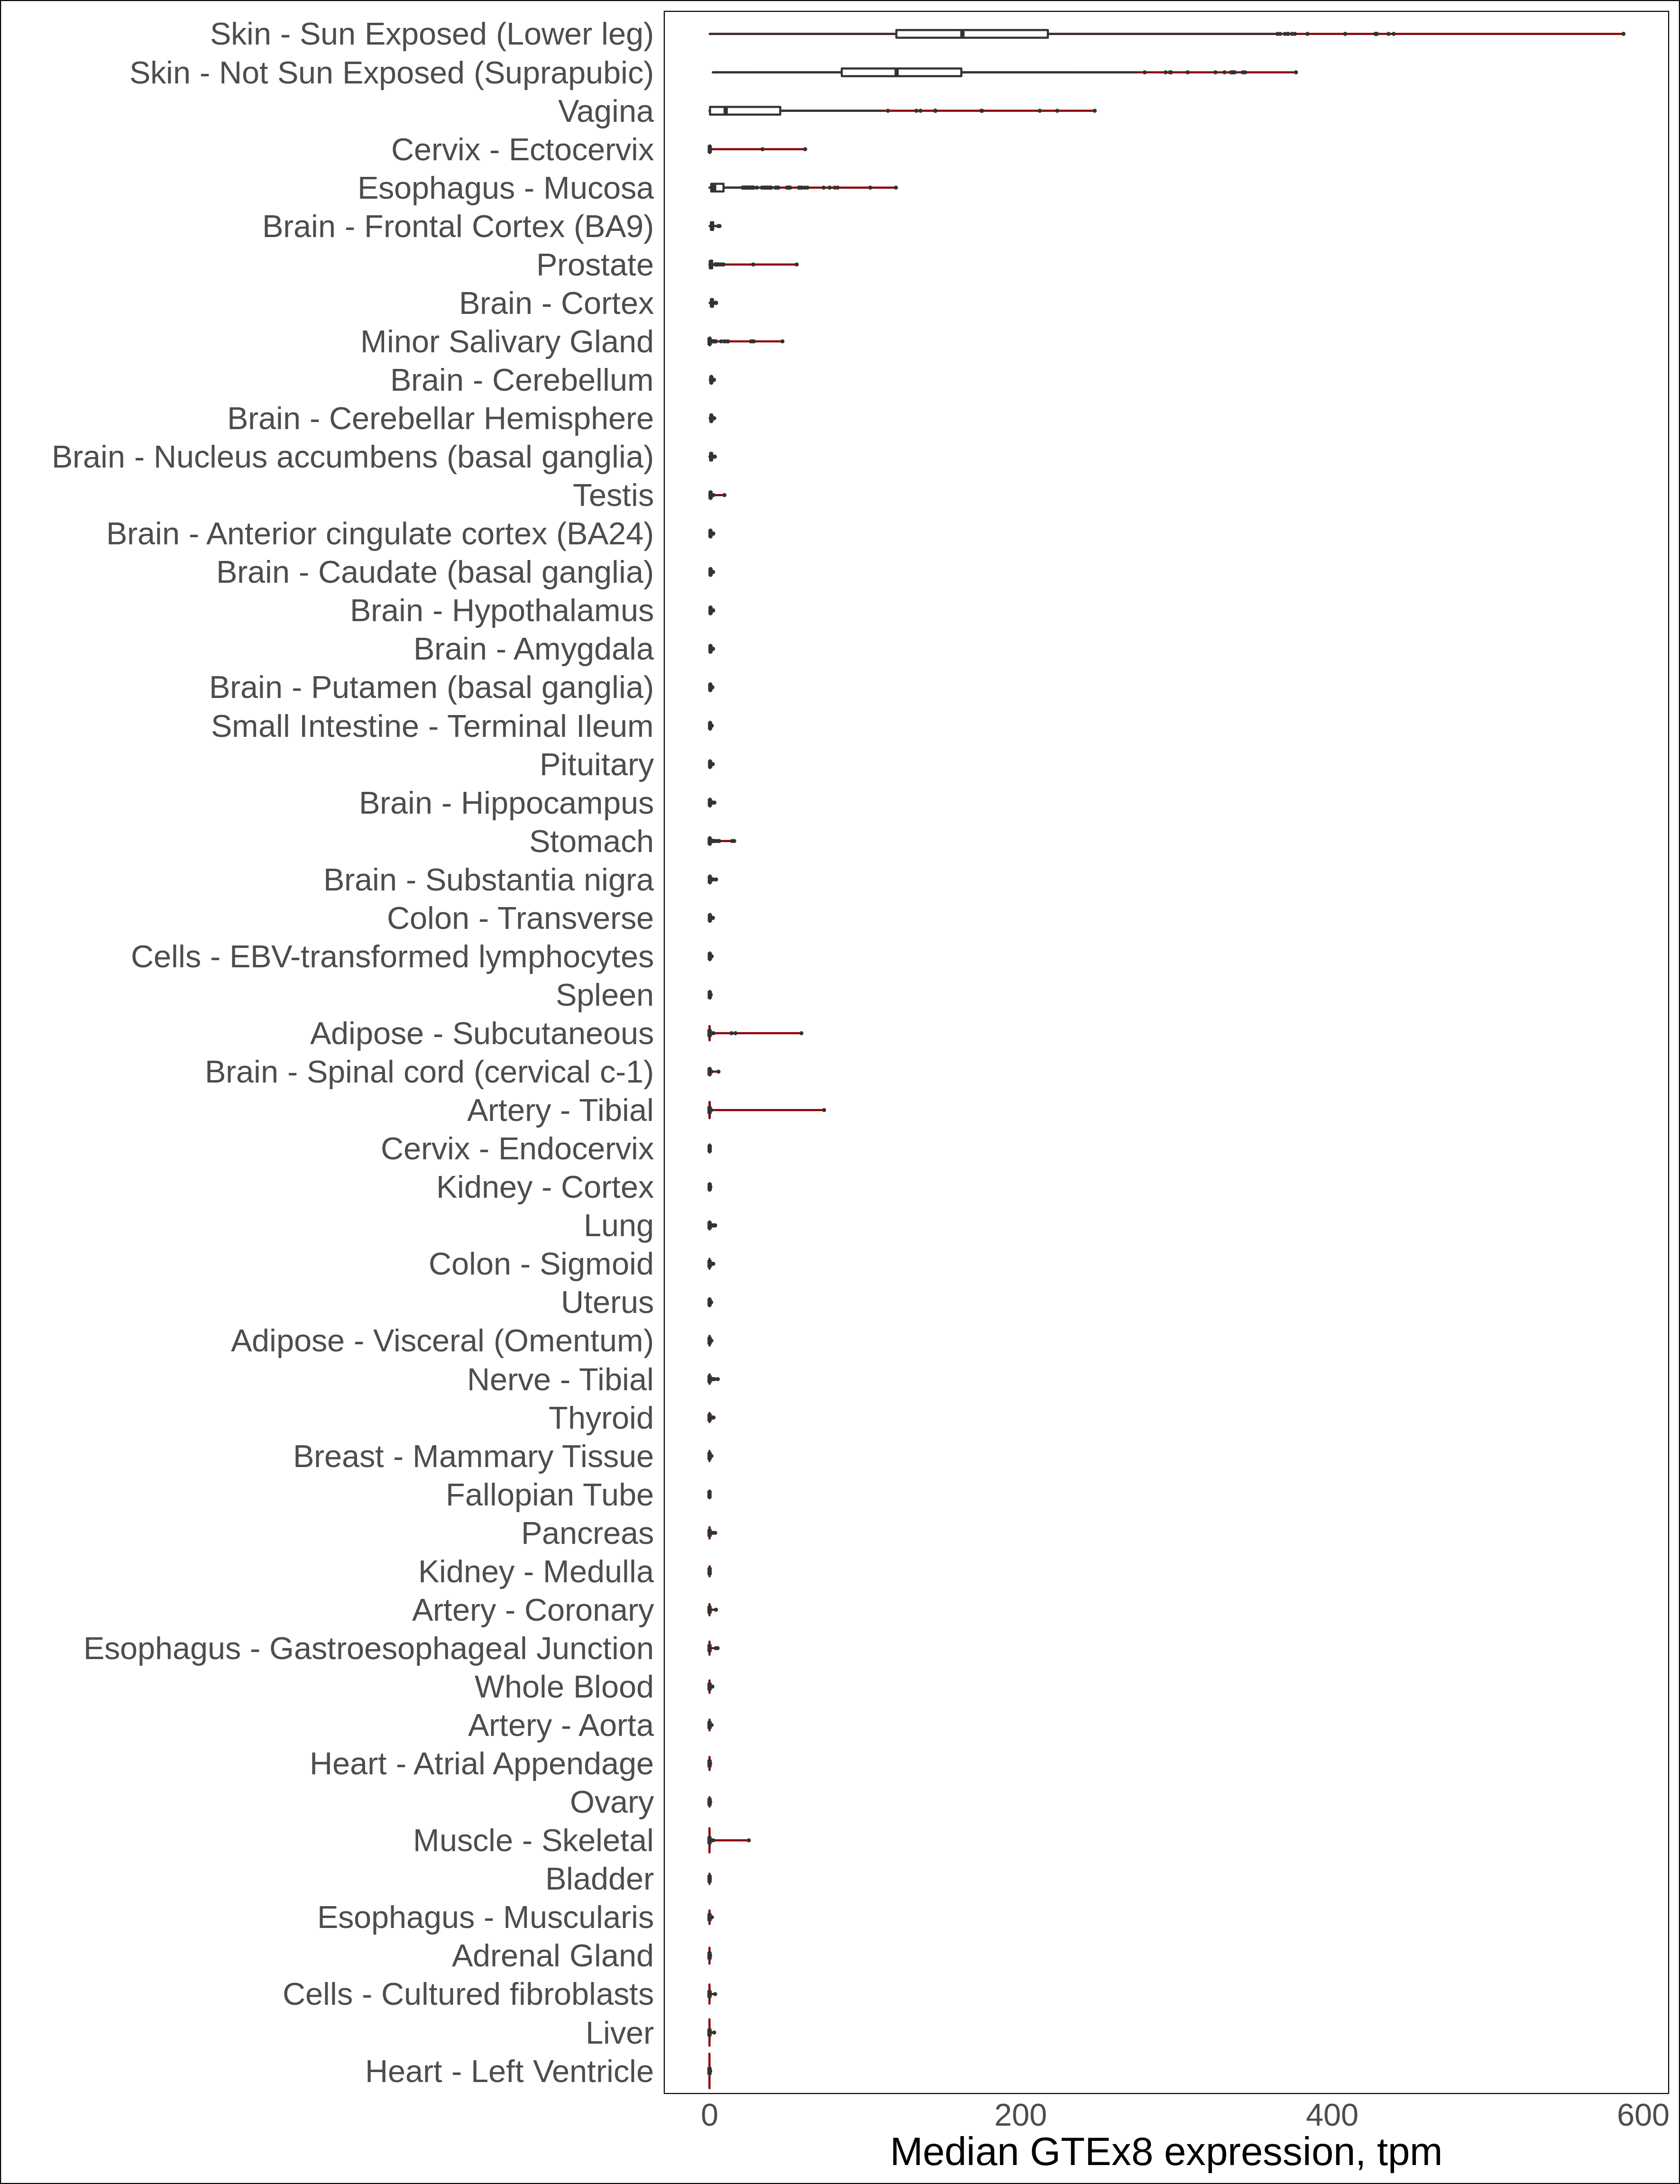 Skin - Sun Exposed (Lower leg)
Skin - Not Sun Exposed (Suprapubic)
Vagina
Cervix - Ectocervix
Esophagus - Mucosa
Brain - Frontal Cortex (BA9)
Prostate
Brain - Cortex
Minor Salivary Gland
Brain - Cerebellum
Brain - Cerebellar Hemisphere
Brain - Nucleus accumbens (basal ganglia)
Testis
Brain - Anterior cingulate cortex (BA24)
Brain - Caudate (basal ganglia)
Brain - Hypothalamus
Brain - Amygdala
Brain - Putamen (basal ganglia)
Small Intestine - Terminal Ileum
Pituitary
Brain - Hippocampus
Stomach
Brain - Substantia nigra
Colon - Transverse
Cells - EBV-transformed lymphocytes
Spleen
Adipose - Subcutaneous
Brain - Spinal cord (cervical c-1)
Artery - Tibial
Cervix - Endocervix
Kidney - Cortex
Lung
Colon - Sigmoid
Uterus
Adipose - Visceral (Omentum)
Nerve - Tibial
Thyroid
Breast - Mammary Tissue
Fallopian Tube
Pancreas
Kidney - Medulla
Artery - Coronary
Esophagus - Gastroesophageal Junction
Whole Blood
Artery - Aorta
Heart - Atrial Appendage
Ovary
Muscle - Skeletal
Bladder
Esophagus - Muscularis
Adrenal Gland
Cells - Cultured fibroblasts
Liver
Heart - Left Ventricle
0 200 400 600
Median GTEx8 expression, tpm